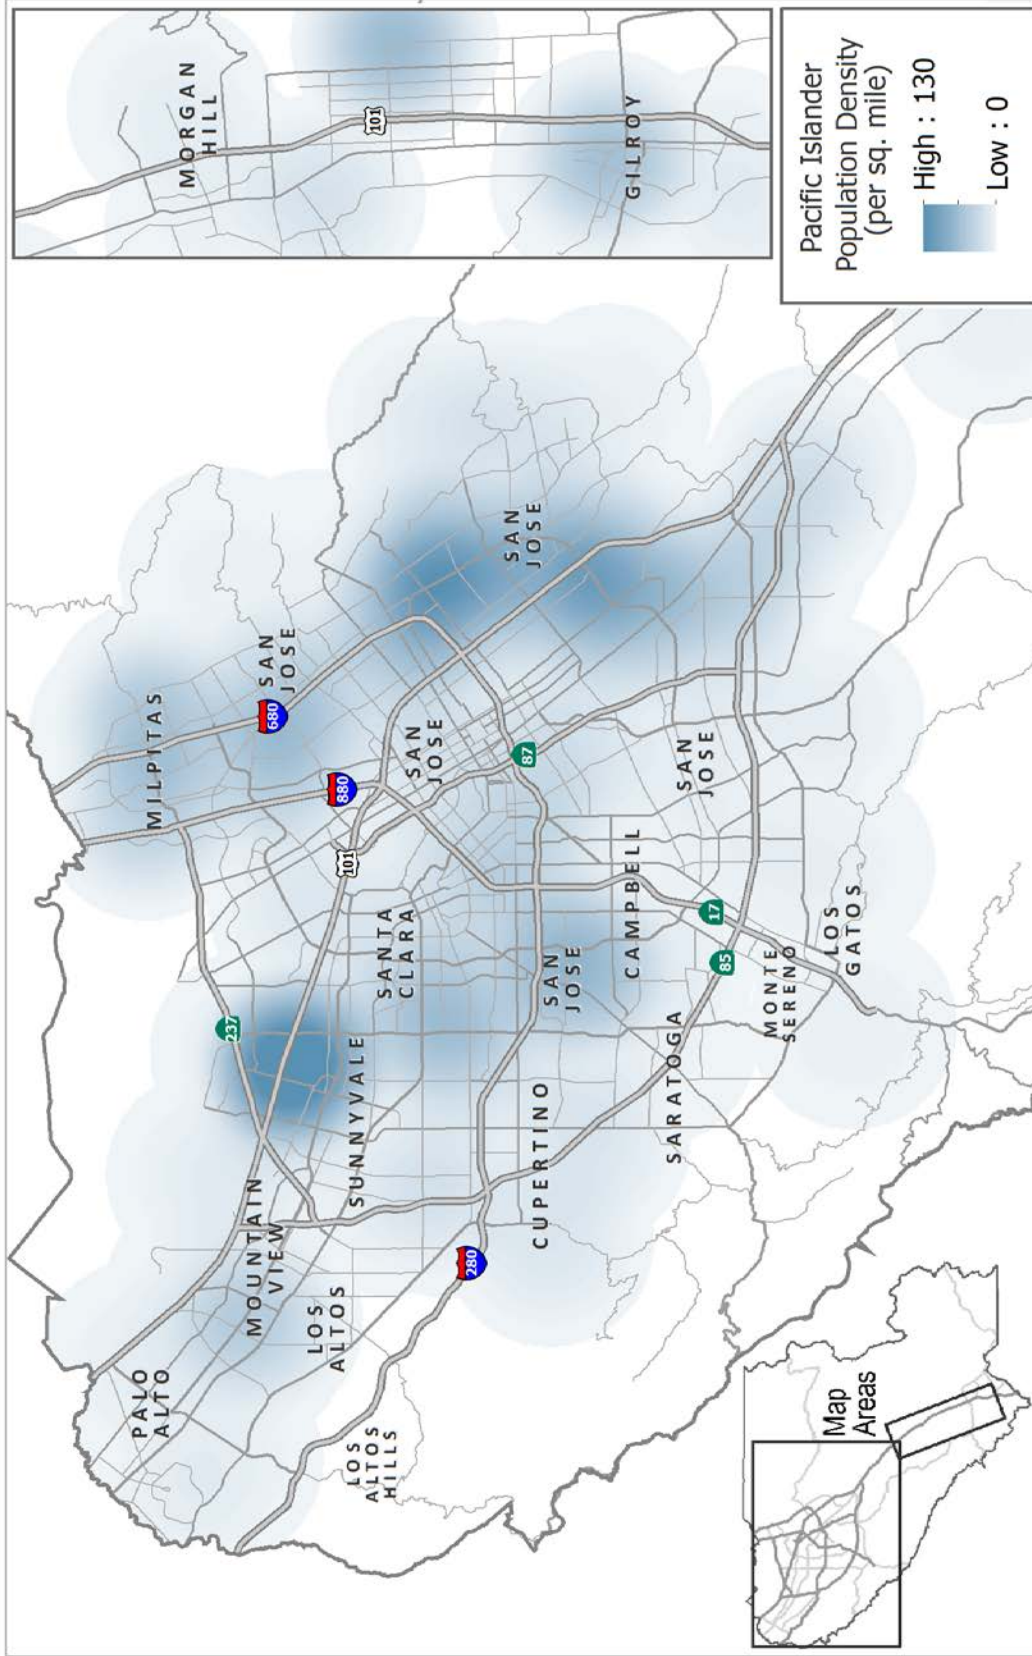 PALO
ALTO
MOUNTAIN
VIEW
LOS
ALTOS
LOS
ALTOS
HILLS
237
SUNNYVALE
280
CUPERTINO
SANTA
CLARA
SAN
JOSE
SARATOGA
85
MONTE
SERENO
17
LOS
GATOS
CAMPBELL
MILPITAS
680
SAN
JOSE
880
101
SAN
JOSE
87
SAN
JOSE
SAN
JOSE
MORGAN
HILL
101
GILROY
Map
Areas
Pacific Islander
Population Density
(per sq. mile)
High : 130
Low : 0